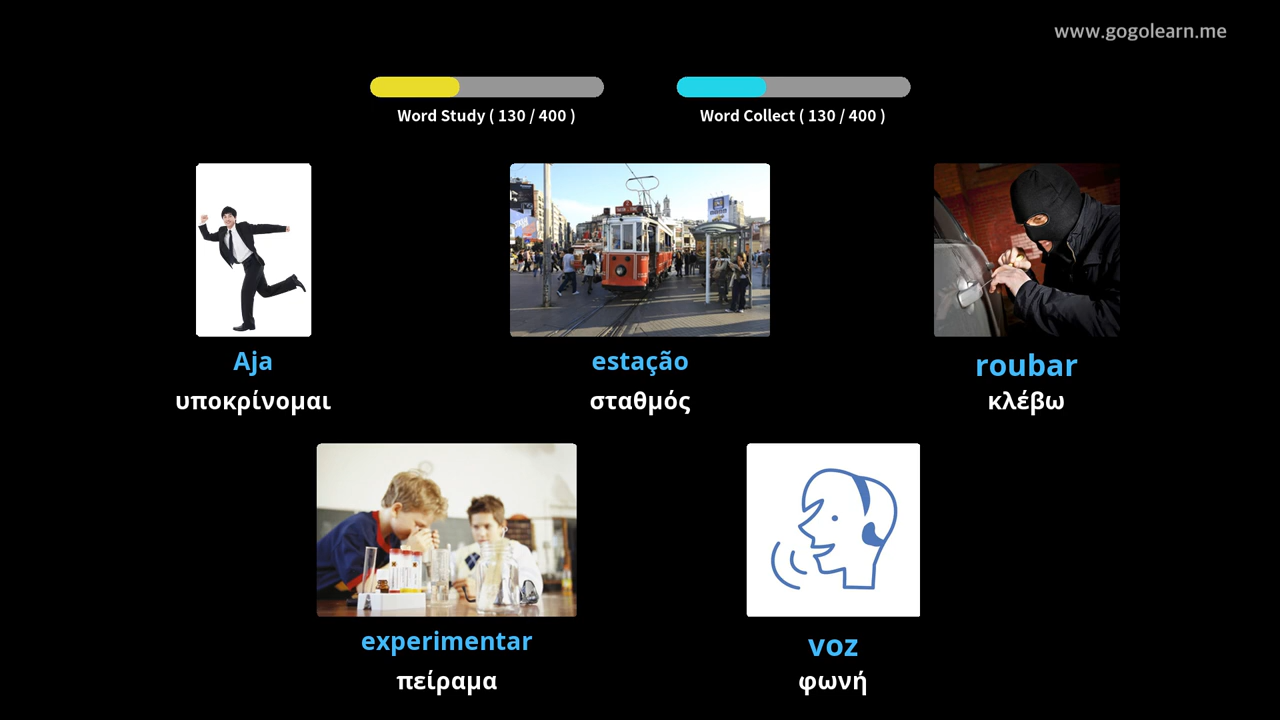 www.gogolearn.me
Word Study ( 130 / 400 )
Word Collect ( 130 / 400 )
Aja
υποκρίνομαι
estação
σταθμός
roubar
κλέβω
experimentar
πείραμα
voz
φωνή